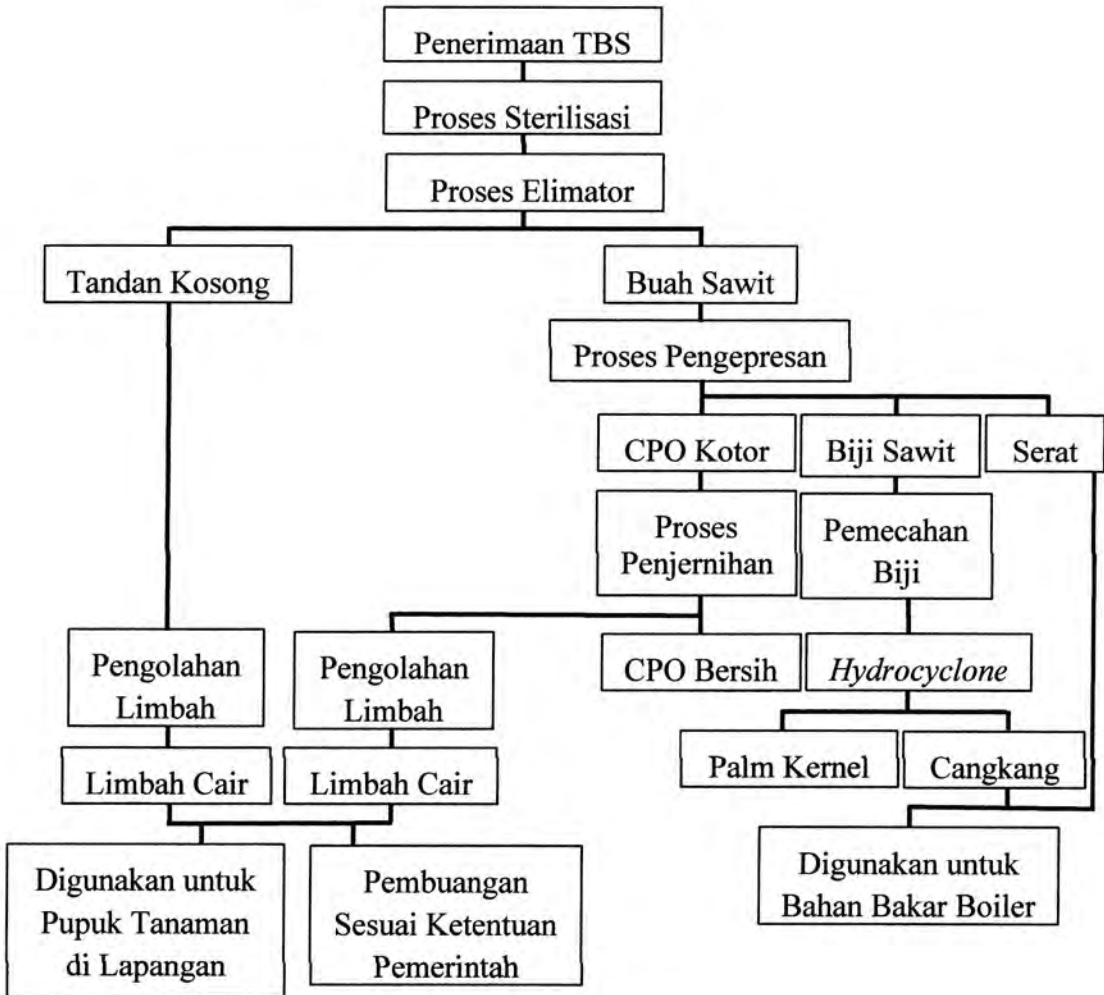 Penerimaan TBS
Proses Sterilisasi
Proses Elimator
Tandan Kosong
Buah Sawit
Proses Pengepresan
CPO Kotor
Biji Sawit
Serat
Proses
Penjernihan
Pemecahan
Biji
Pengolahan
Limbah
Pengolahan
Limbah
CPO Bersih
Hydrocyclone
Palm Kernel
Cangkang
Limbah Cair
Limbah Cair
Digunakan untuk
Pupuk Tanaman
di Lapangan
Pembuangan
Sesuai Ketentuan
Pemerintah
Digunakan untuk
Bahan Bakar Boiler